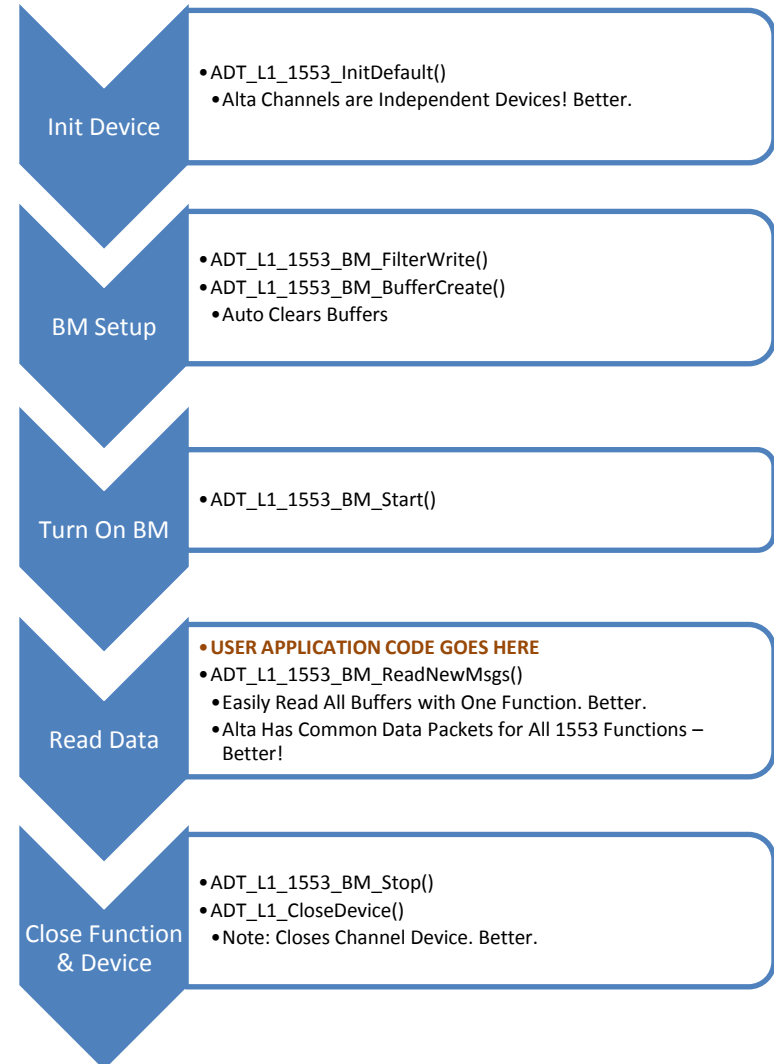 Init Device
•ADT_L1_1553_InitDefault()
•Alta Channels are Independent Devices! Better.
BM Setup
•ADT_L1_1553_BM_FilterWrite()
•ADT_L1_1553_BM_BufferCreate()
•Auto Clears Buffers
Turn On BM
•ADT_L1_1553_BM_Start()
Read Data
•USER APPLICATION CODE GOES HERE
•ADT_L1_1553_BM_ReadNewMsgs()
•Easily Read All Buffers with One Function. Better.
•Alta Has Common Data Packets for All 1553 Functions –
Better!
Close Function
& Device
•ADT_L1_1553_BM_Stop()
•ADT_L1_CloseDevice()
•Note: Closes Channel Device. Better.